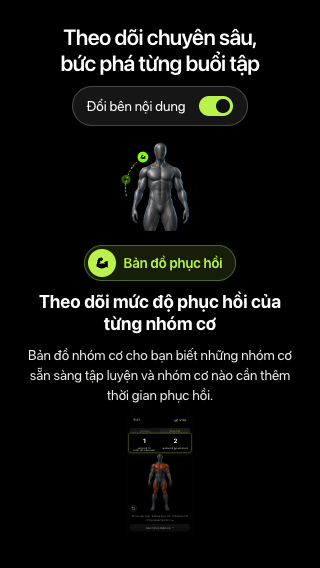 Theo dõi chuyên sâu,
bức phá từng buổi tập
Đổi bên nội dung
Bản đồ phục hồi
Theo dõi mức độ phục hồi của
từng nhóm cơ
Bản đồ nhóm cơ cho bạn biết những nhóm cơ
sẵn sàng tập luyện và nhóm cơ nào cần thêm
thời gian phục hồi.
1
2